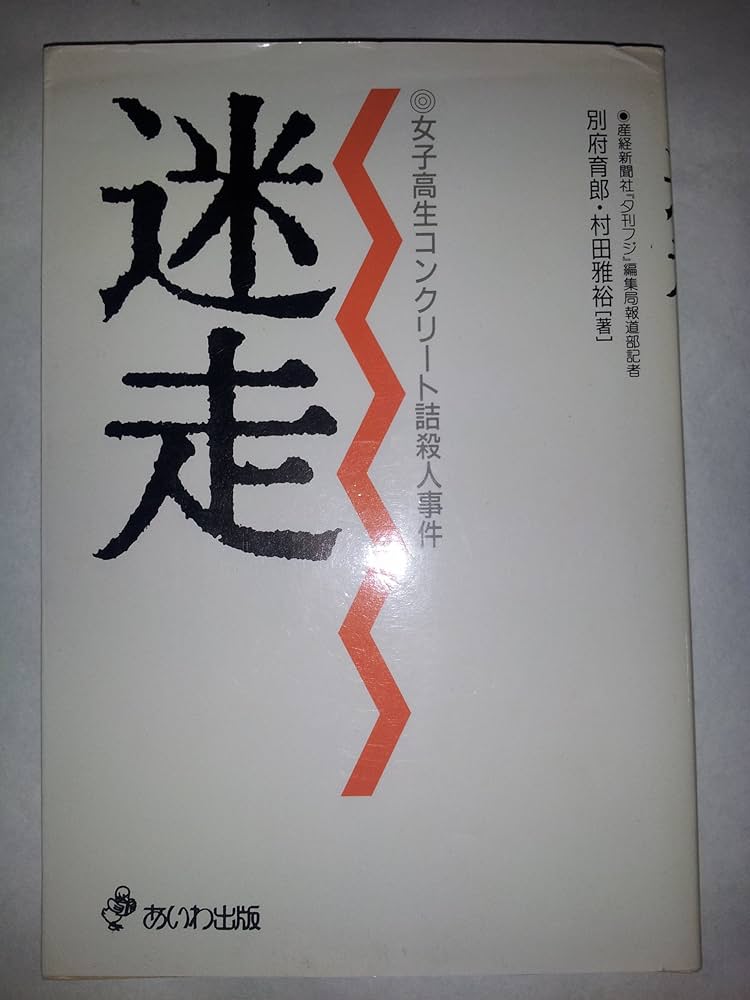 ●産経新聞社『夕刊フジ』編集局報道部記者
別府育郎・村田雅裕[著]
◎女子高生コンクリート詰殺人事件
迷走
あいわ出版